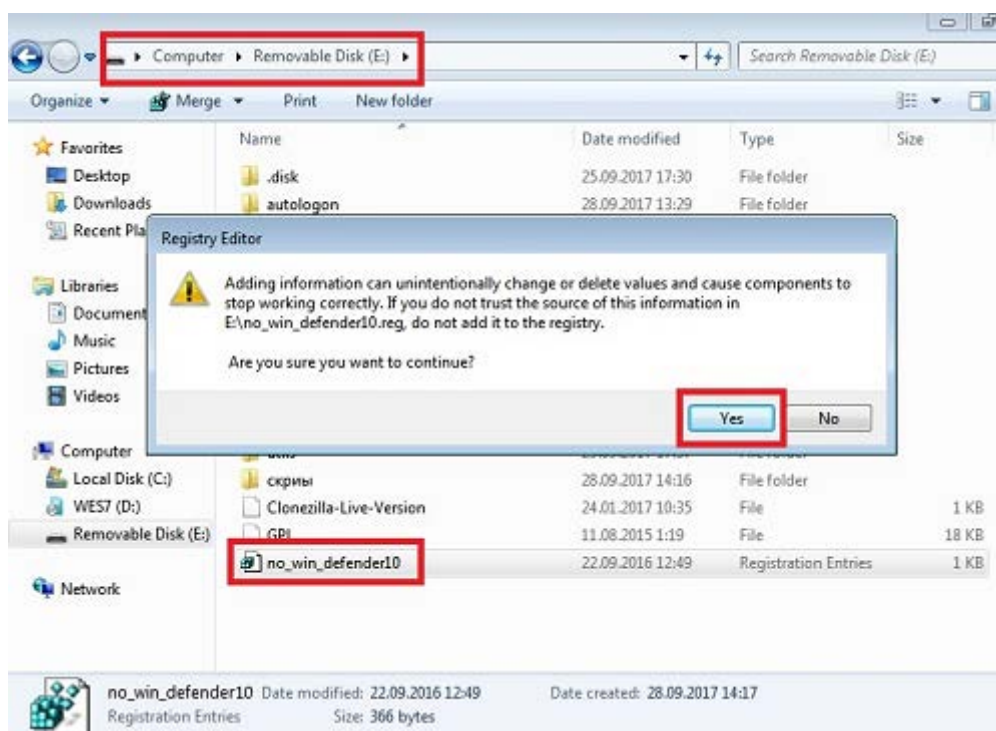 Computer Removable Disk (E:)
Search Removable Disk (E:)
Organize Merge Print New folder
Name Date modified Type Size
Favorites
Desktop
Downloads
Recent Pla
Libraries
Document
Music
Pictures
Videos
Computer
Local Disk (C:)
WES7 (D:)
Removable Disk (E:)
Network
.disk 25.09.2017 17:30 File folder
autologon 28.09.2017 13:29 File folder
Registry Editor
Adding information can unintentionally change or delete values and cause components to
stop working correctly. If you do not trust the source of this information in
E:\no_win_defender10.reg, do not add it to the registry.
Are you sure you want to continue?
Yes No
скрины 28.09.2017 14:16 File folder
Clonezilla-Live-Version 24.01.2017 10:35 File 1 KB
GPL 11.08.2015 1:19 File 18 KB
no_win_defender10 22.09.2016 12:49 Registration Entries 1 KB
no_win_defender10 Date modified: 22.09.2016 12:49 Date created: 28.09.2017 14:17
Registration Entries Size: 366 bytes